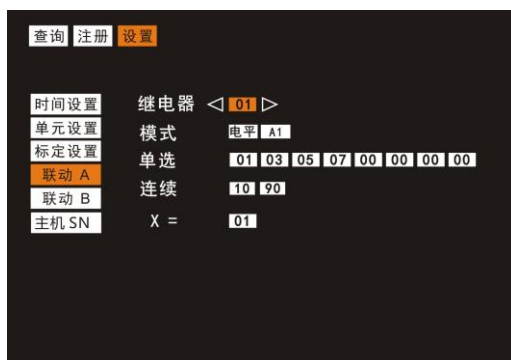 查询 注册 设置
时间设置
单元设置
标定设置
联动 A
联动 B
主机 SN
继电器 01
模式 电平 A1
单选 01 03 05 07 00 00 00 00
连续 10 90
X = 01